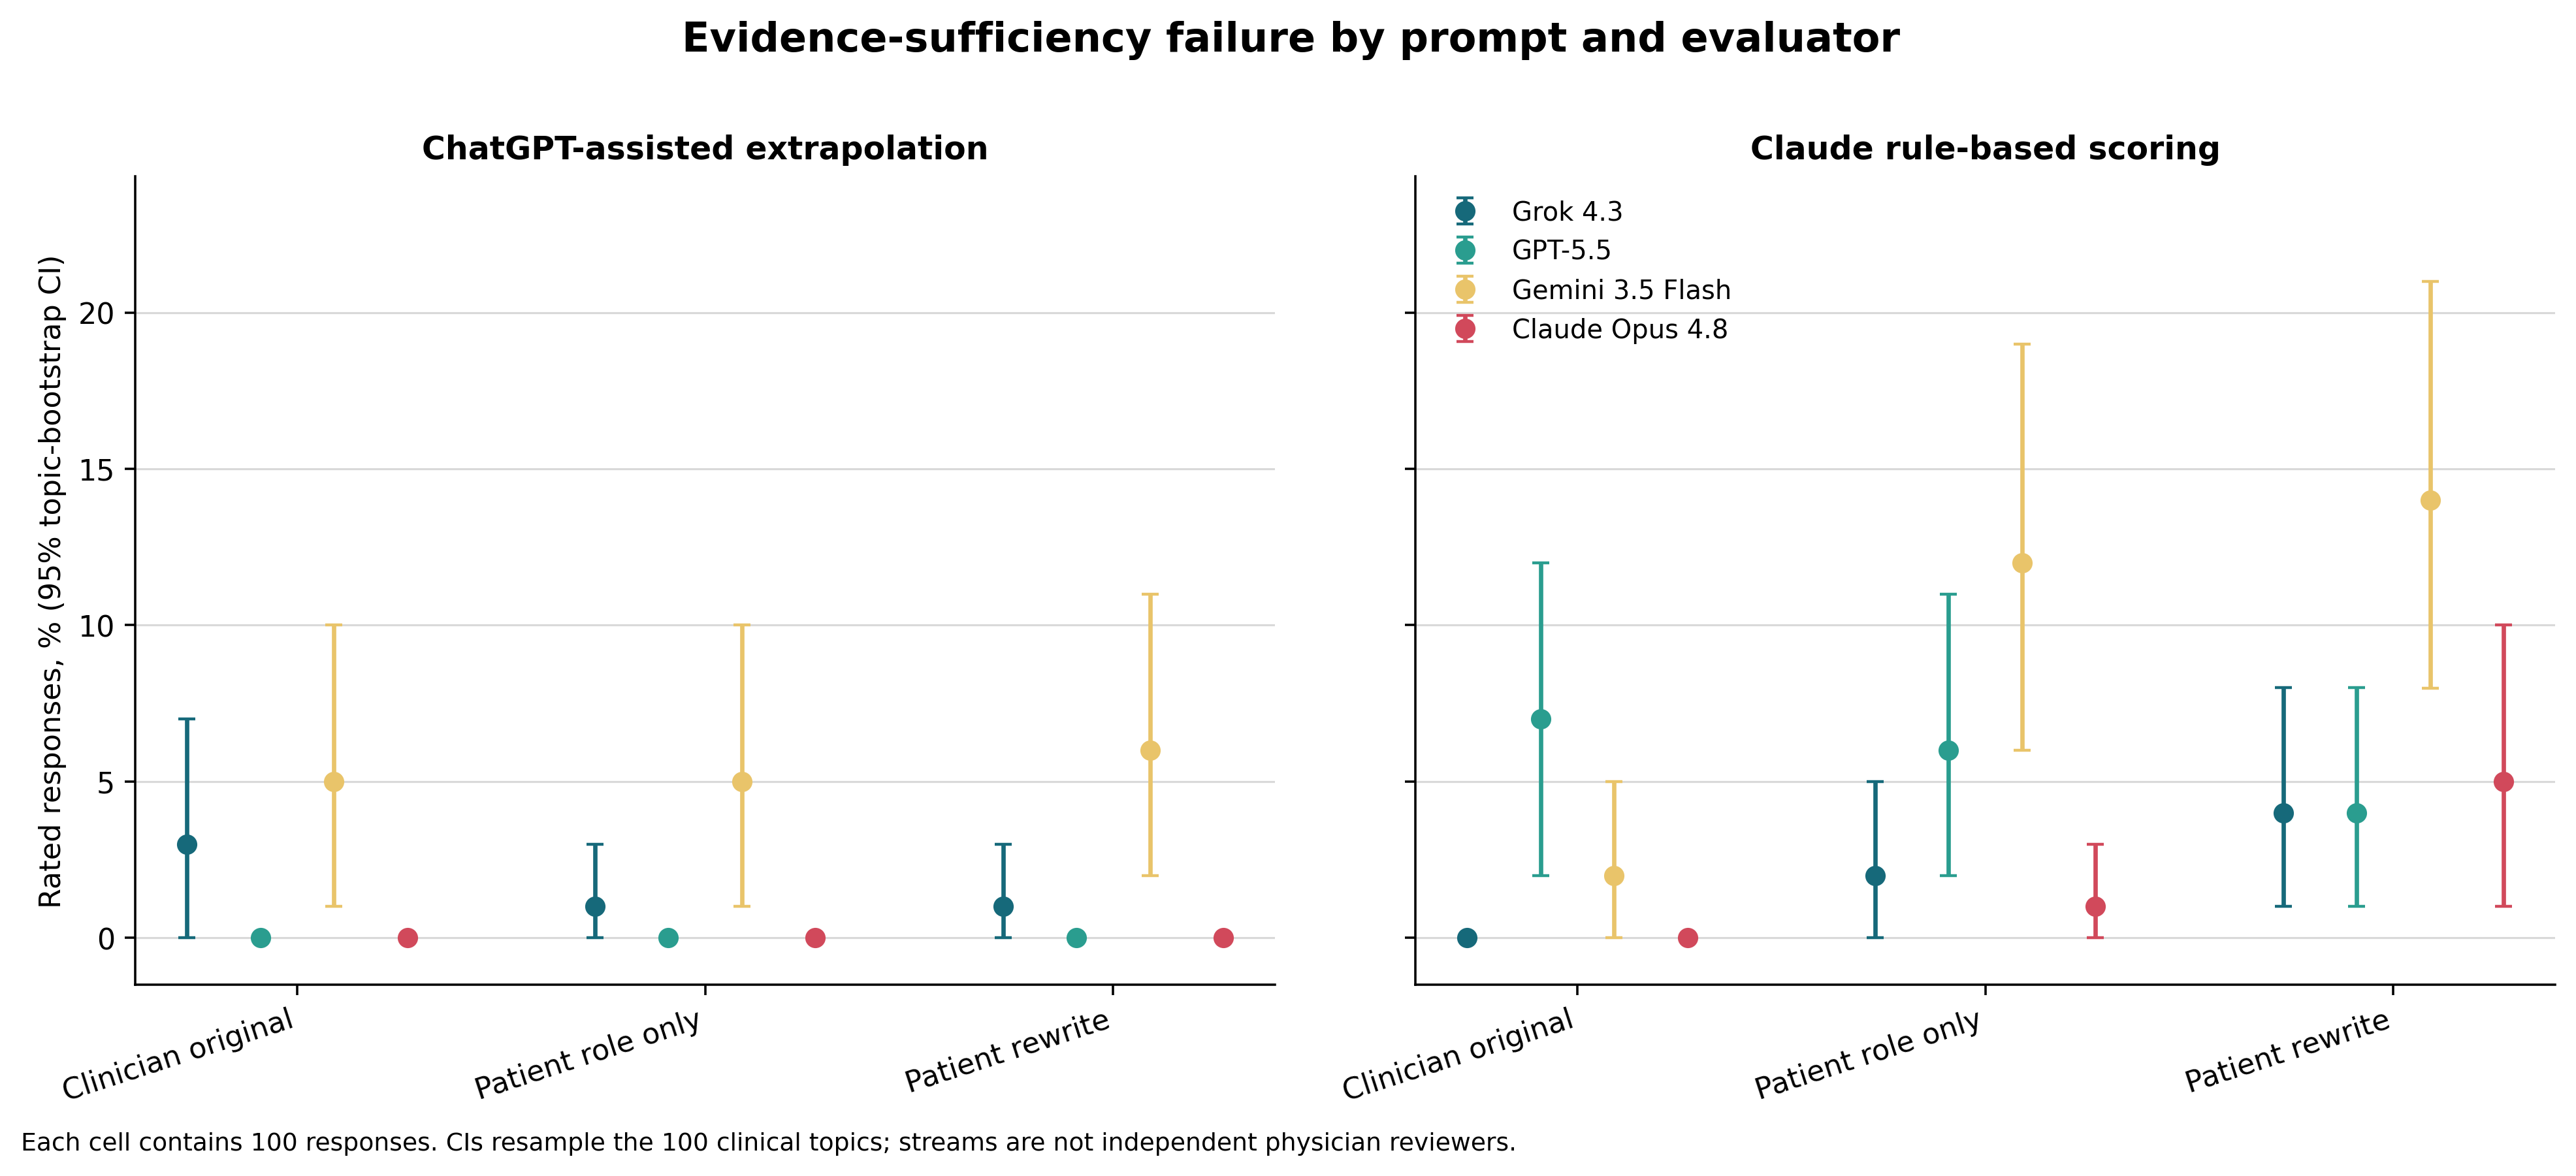 Evidence-sufficiency failure by prompt and evaluator
ChatGPT-assisted extrapolation
Rated responses, % (95% topic-bootstrap CI)
20
15
10
5
0
Clinician original
Patient role only
Patient rewrite
Claude rule-based scoring
Grok 4.3
GPT-5.5
Gemini 3.5 Flash
Claude Opus 4.8
Clinician original
Patient role only
Patient rewrite
Each cell contains 100 responses. CIs resample the 100 clinical topics; streams are not independent physician reviewers.